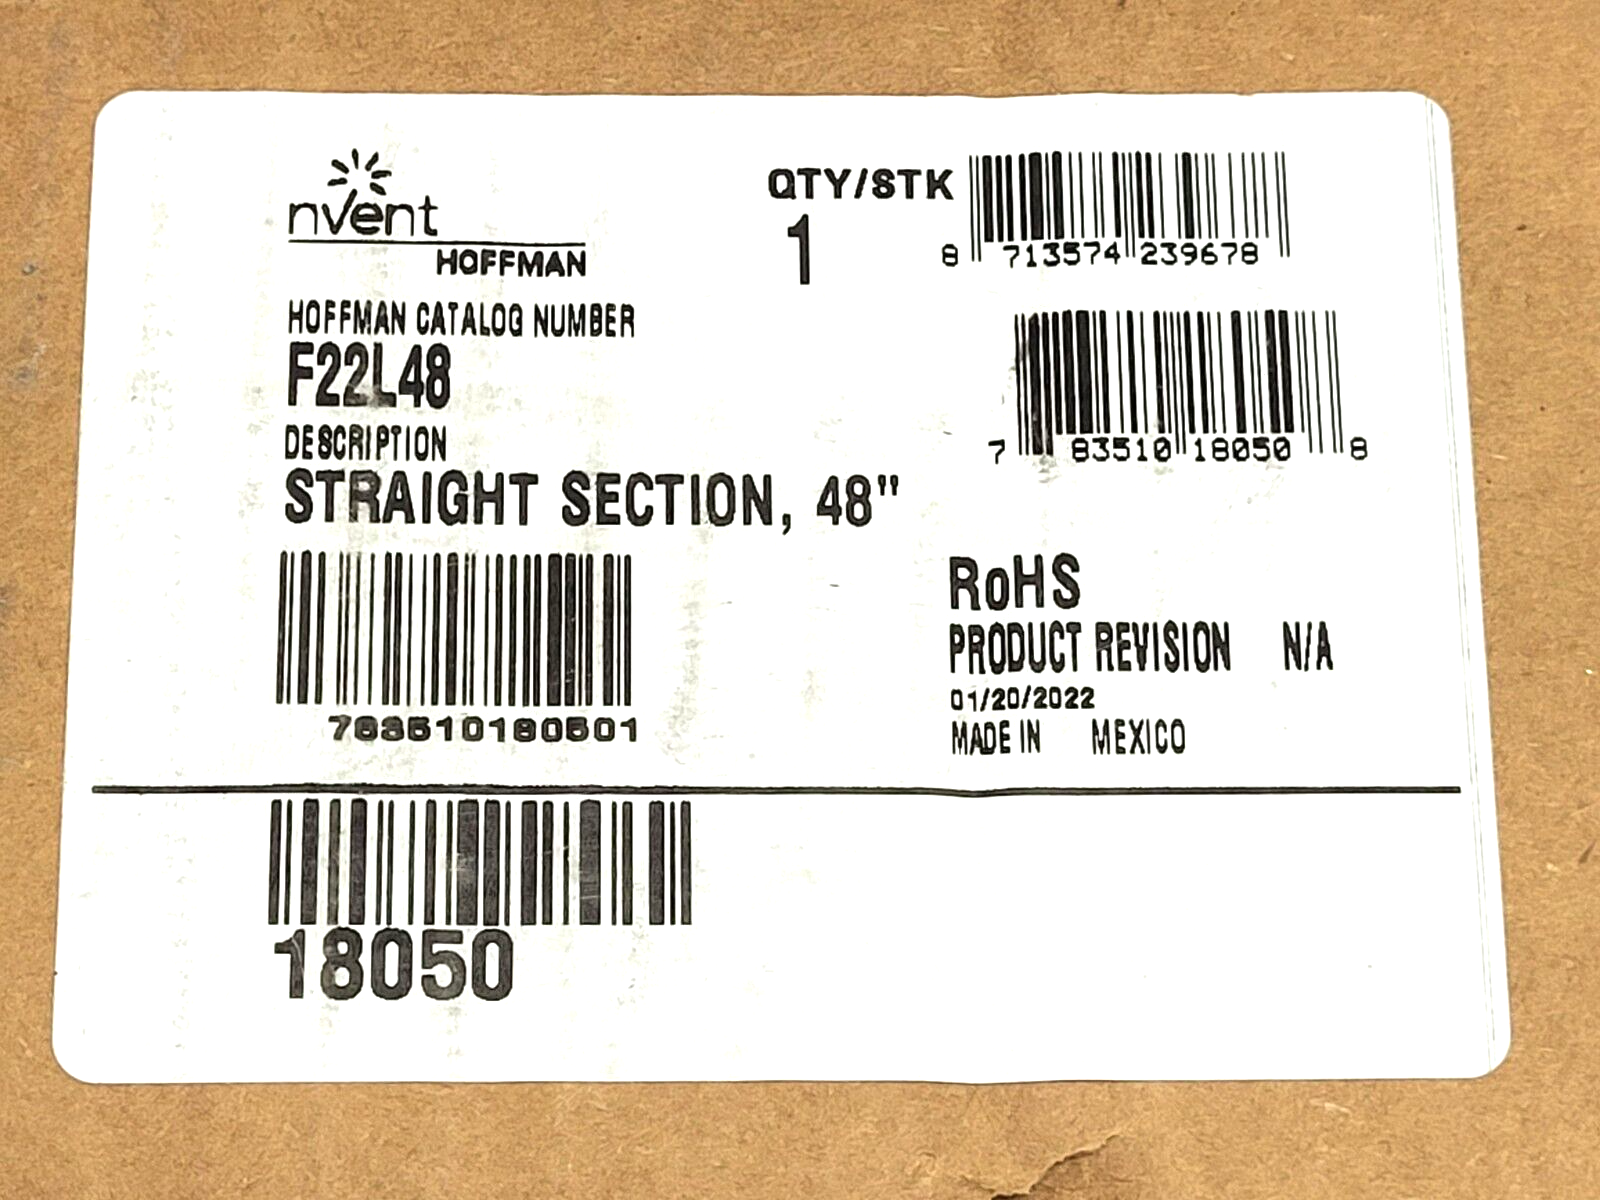 nvent
HOFFMAN
QTY/STK
1
8 713574 239678
HOFFMAN CATALOG NUMBER
F22L48
7 83510 18050 8
DESCRIPTION
STRAIGHT SECTION, 48"
783510180501
RoHS
PRODUCT REVISION N/A
01/20/2022
MADE IN MEXICO
18050